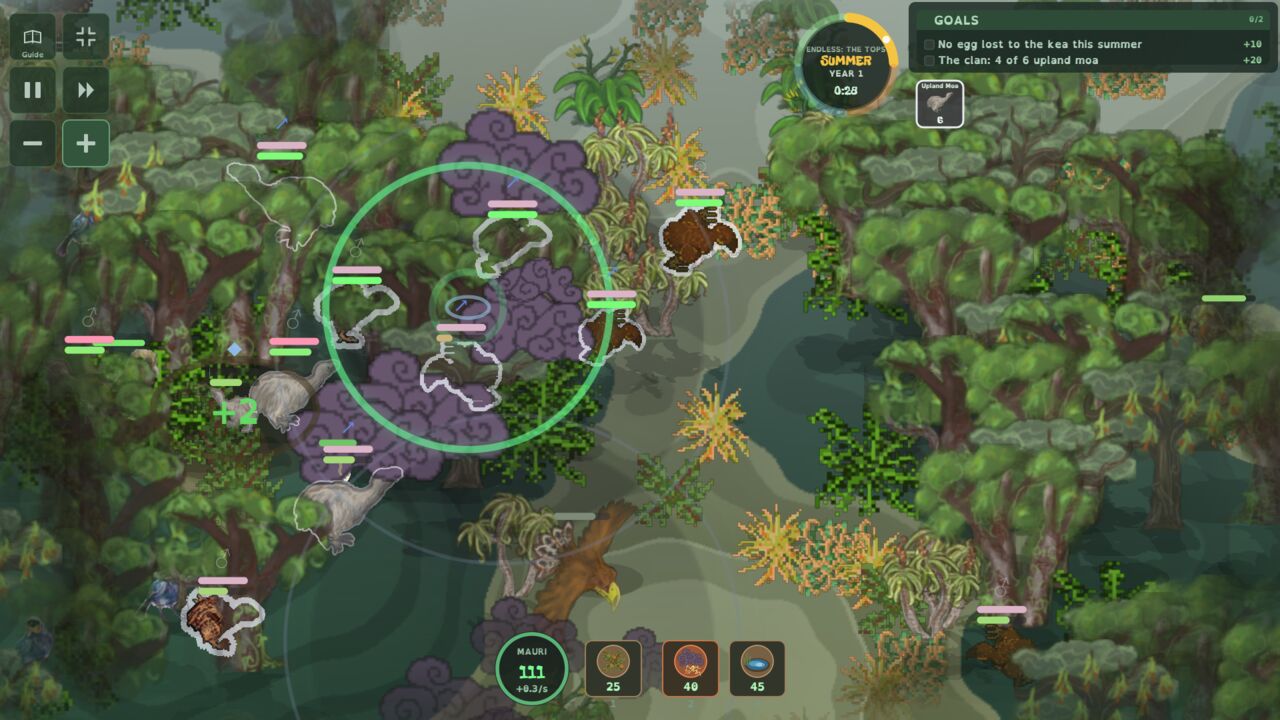 Guide
ENDLESS: THE TOPS
SUMMER
YEAR 1
0:28
GOALS 0/2
No egg lost to the kea this summer +10
The clan: 4 of 6 upland moa +20
Upland Moa
6
+2
MAURI
111
+0.3/s
25
40
45